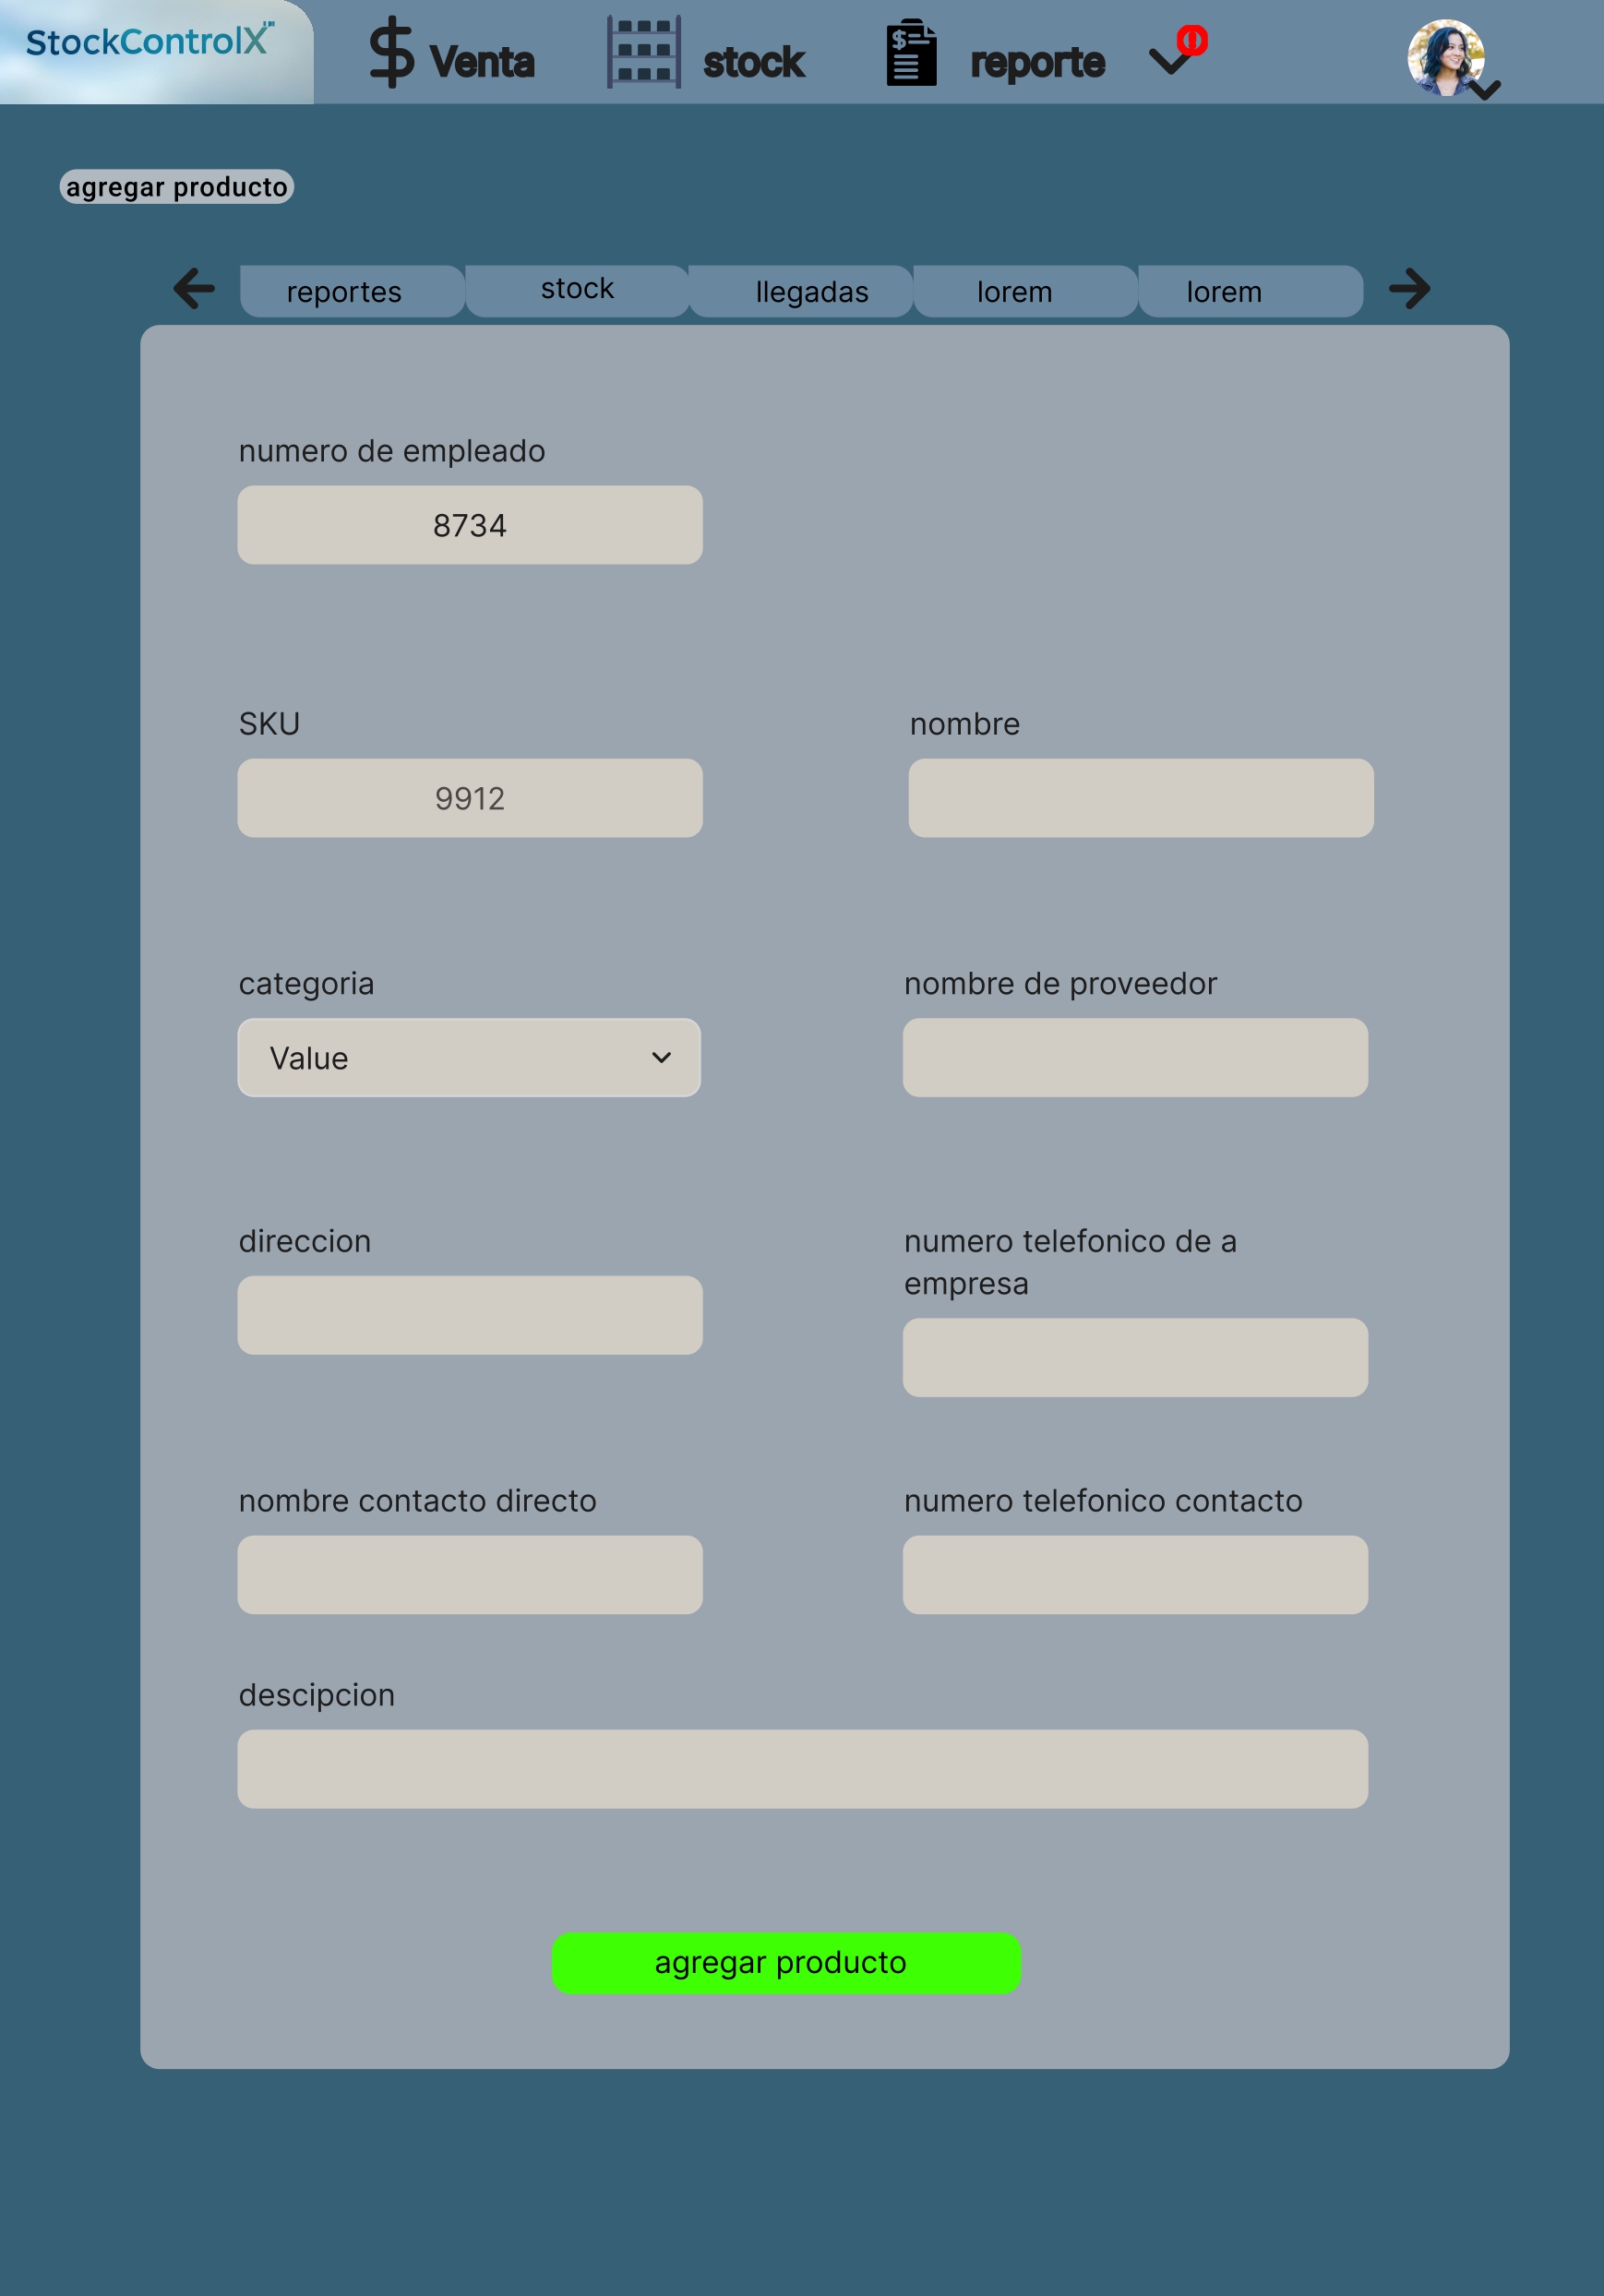 StockControlX
Venta
stock
reporte
0
agregar producto
reportes
stock
llegadas
lorem
lorem
numero de empleado
8734
SKU
nombre
9912
categoria
nombre de proveedor
Value
direccion
numero telefonico de a
empresa
nombre contacto directo
numero telefonico contacto
descipcion
agregar producto